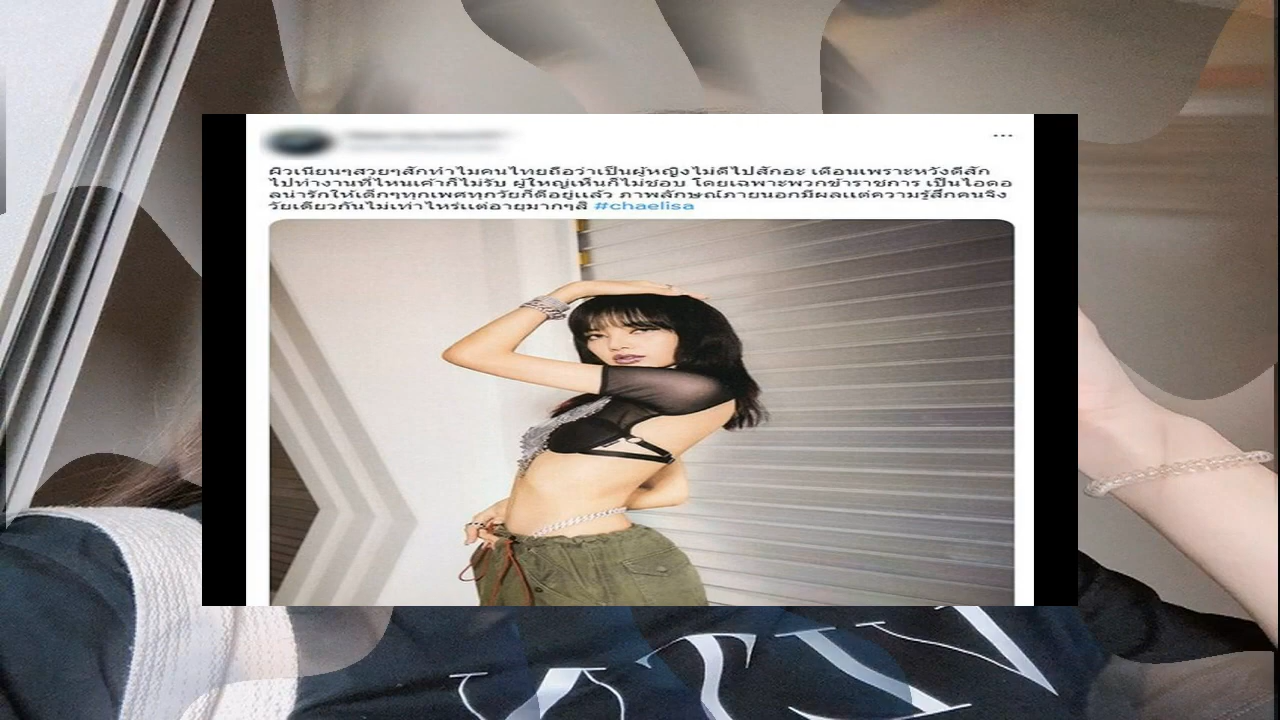 ผิวเนียนๆสวยๆสักทำไมคนไทยถือว่าเป็นผู้หญิงไม่ดีไปสักอะ เตือนเพราะหวังดีสัก
ไปทำงานที่ไหนเค้าก็ไม่รับ ผู้ใหญ่เห็นก็ไม่ชอบ โดยเฉพาะพวกข้าราชการ เป็นไอดอ
ลน่ารักให้เด็กๆทุกเพศทุกวัยก็ดีอยู่แล้ว ภาพลักษณ์ภายนอกมีผลแต่ความรู้สึกคนจึง
วัยเดียวกันไม่เท่าไหร่แต่อายุมากๆสิ #chaelisa